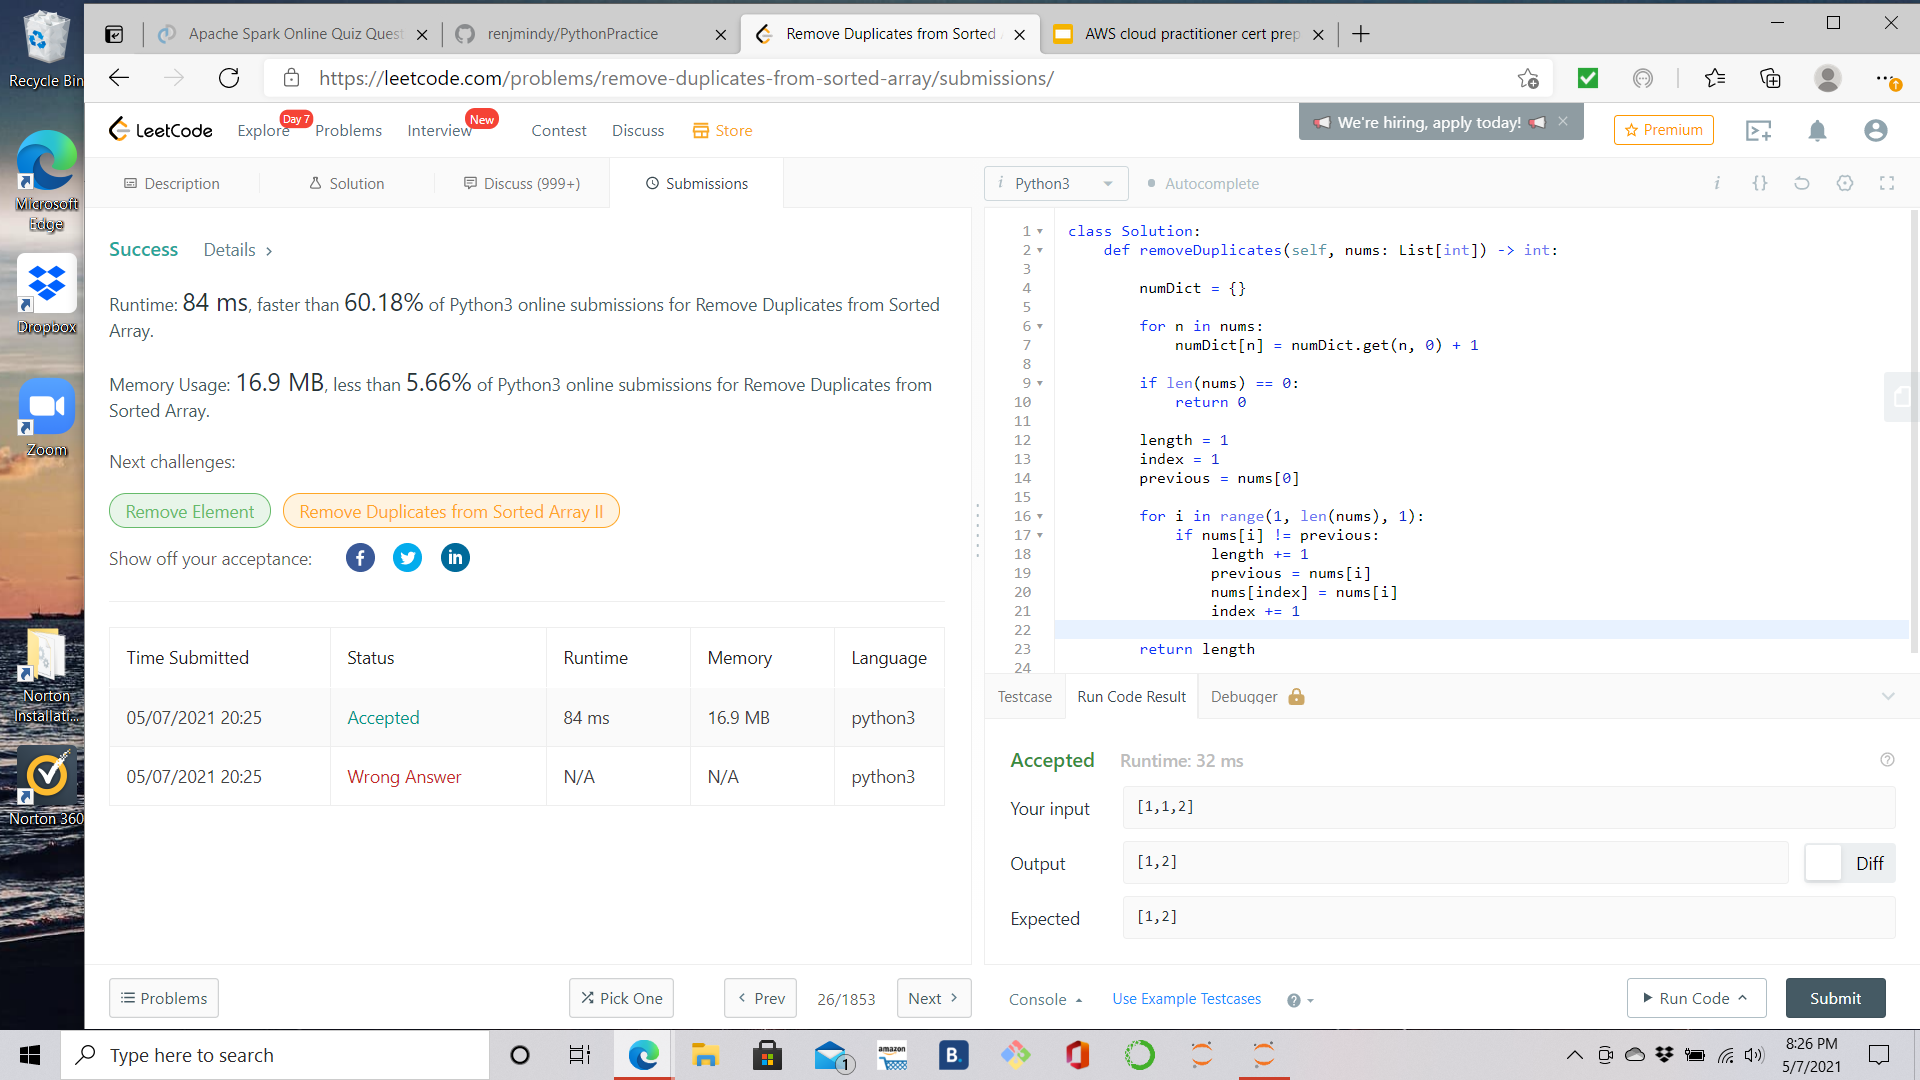 Recycle Bin
Microsoft Edge
Dropbox
Zoom
Norton Installati...
Norton 360
Apache Spark Online Quiz Quest
renjmindy/PythonPractice
Remove Duplicates from Sorted
AWS cloud practitioner cert prep
https://leetcode.com/problems/remove-duplicates-from-sorted-array/submissions/
LeetCode
Explore
Day 7
Problems
Interview
New
Contest
Discuss
Store
We're hiring, apply today!
Premium
Description
Solution
Discuss (999+)
Submissions
i Python3
Autocomplete
i
{}
Success
Details >
Runtime: 84 ms, faster than 60.18% of Python3 online submissions for Remove Duplicates from Sorted
Array.
Memory Usage: 16.9 MB, less than 5.66% of Python3 online submissions for Remove Duplicates from
Sorted Array.
Next challenges:
Remove Element
Remove Duplicates from Sorted Array II
Show off your acceptance:
f
in
Time Submitted Status Runtime Memory Language
05/07/2021 20:25 Accepted 84 ms 16.9 MB python3
05/07/2021 20:25 Wrong Answer N/A N/A python3
1 class Solution:
2 def removeDuplicates(self, nums: List[int]) -> int:
3
4 numDict = {}
5
6 for n in nums:
7 numDict[n] = numDict.get(n, 0) + 1
8
9 if len(nums) == 0:
10 return 0
11
12 length = 1
13 index = 1
14 previous = nums[0]
15
16 for i in range(1, len(nums), 1):
17 if nums[i] != previous:
18 length += 1
19 previous = nums[i]
20 nums[index] = nums[i]
21 index += 1
22
23 return length
24
Testcase
Run Code Result
Debugger
Accepted
Runtime: 32 ms
?
Your input
[1,1,2]
Output
[1,2]
Diff
Expected
[1,2]
Problems
Pick One
< Prev
26/1853
Next >
Console
Use Example Testcases
?
Run Code
Submit
Type here to search
1
amazon
B.
8:26 PM
5/7/2021